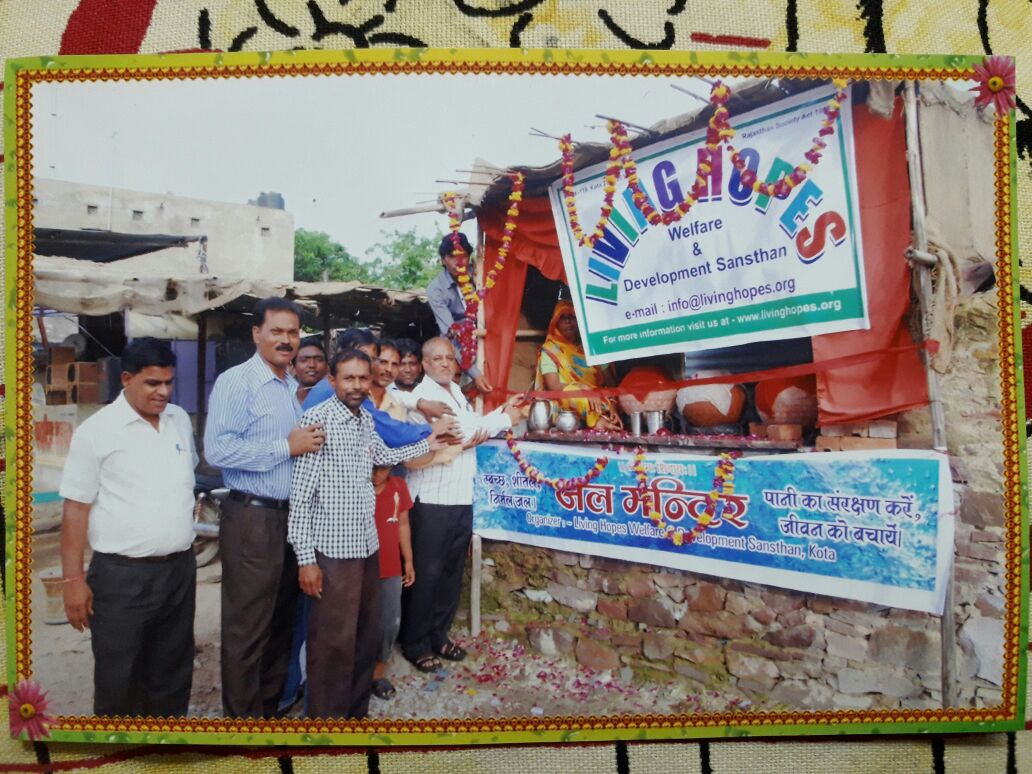 Rajasthan Society Act 19
LIVING HOPES
Welfare
&
Development Sansthan
e-mail : info@livinghopes.org
For more information visit us at - www.livinghopes.org
स्वच्छ, शीतल,
निर्मल जल।
जल मन्दिर
पानी का संरक्षण करें,
जीवन को बचायें।
Organizer : - Living Hopes Welfare & Development Sansthan, Kota